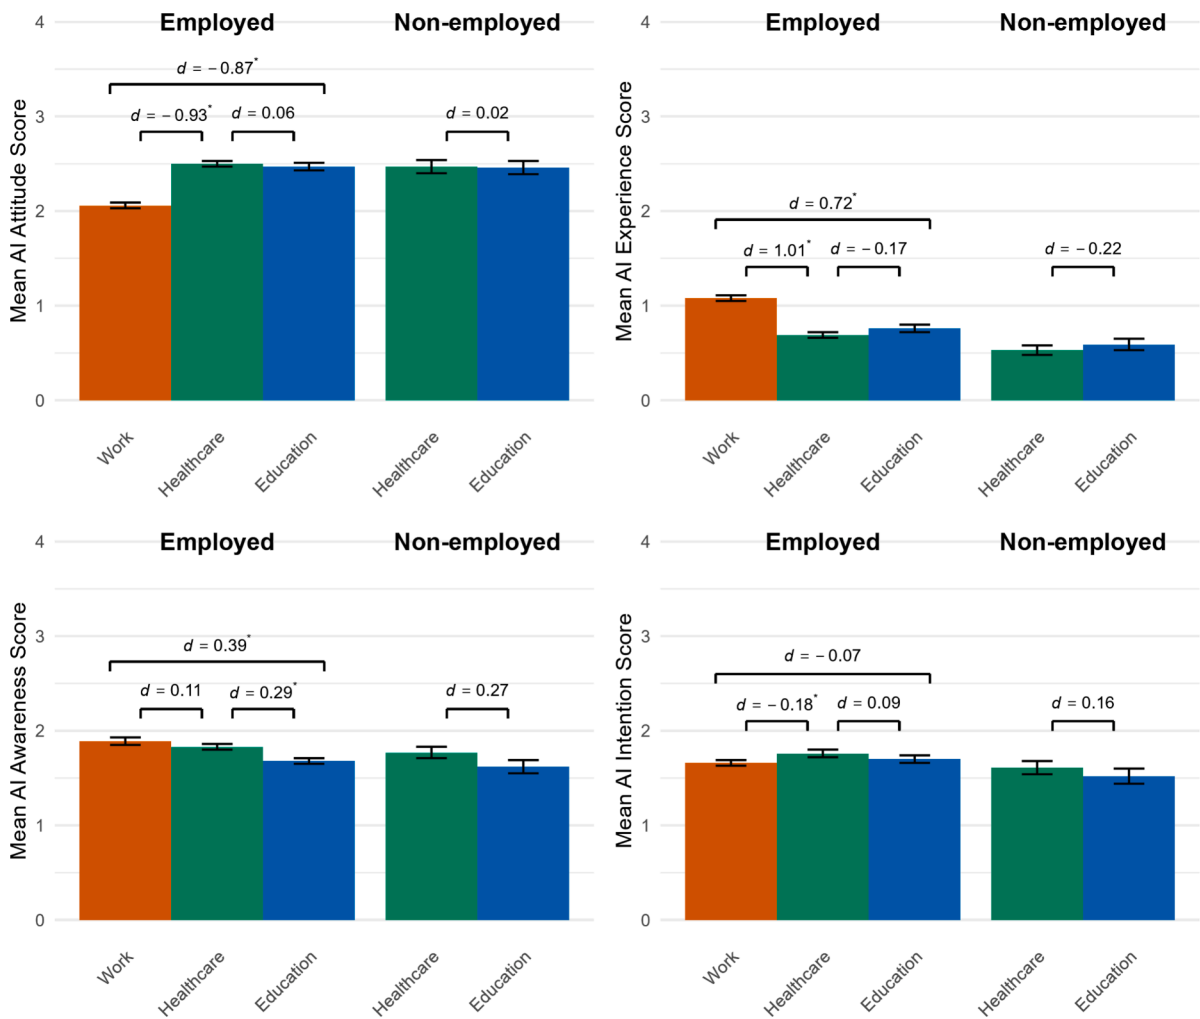 Employed Non-employed
4
d = − 0.87*
3
d = − 0.93* d = 0.06 d = 0.02
2
1
0
Mean AI Attitude Score
Work Healthcare Education Healthcare Education
Employed Non-employed
4
3
2
d = 0.72*
d = 1.01* d = − 0.17 d = − 0.22
1
0
Mean AI Experience Score
Work Healthcare Education Healthcare Education
Employed Non-employed
4
3
d = 0.39*
d = 0.11 d = 0.29* d = 0.27
2
1
0
Mean AI Awareness Score
Work Healthcare Education Healthcare Education
Employed Non-employed
4
3
d = − 0.07
d = − 0.18* d = 0.09 d = 0.16
2
1
0
Mean AI Intention Score
Work Healthcare Education Healthcare Education